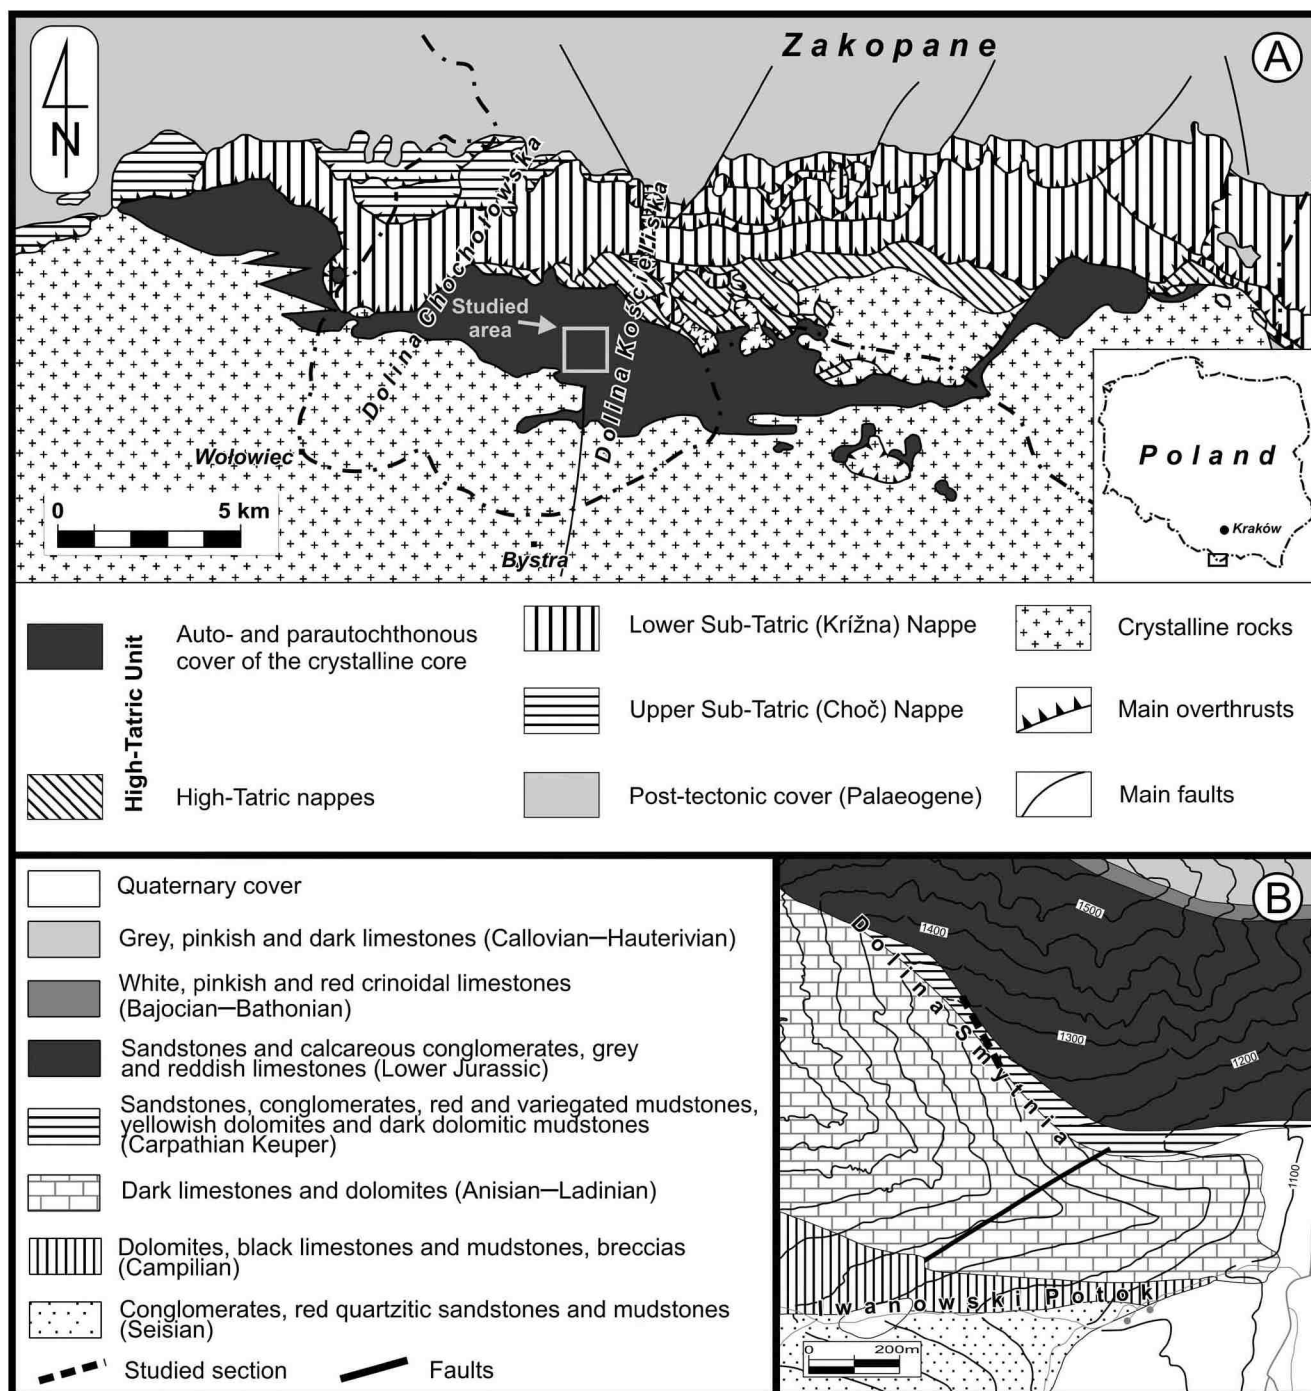 Zakopane
A
N
Dolina Chochołowska
Dolina Kościeliska
Studied
area
Wołowiec
0 5 km
Bystra
Poland
Kraków
High-Tatric Unit
Auto- and parautochthonous
cover of the crystalline core
High-Tatric nappes
Lower Sub-Tatric (Krížna) Nappe
Upper Sub-Tatric (Choč) Nappe
Post-tectonic cover (Palaeogene)
Crystalline rocks
Main overthrusts
Main faults
Quaternary cover
Grey, pinkish and dark limestones (Callovian–Hauterivian)
White, pinkish and red crinoidal limestones
(Bajocian–Bathonian)
Sandstones and calcareous conglomerates, grey
and reddish limestones (Lower Jurassic)
Sandstones, conglomerates, red and variegated mudstones,
yellowish dolomites and dark dolomitic mudstones
(Carpathian Keuper)
Dark limestones and dolomites (Anisian–Ladinian)
Dolomites, black limestones and mudstones, breccias
(Campilian)
Conglomerates, red quartzitic sandstones and mudstones
(Seisian)
Studied section
Faults
B
1500
1400
Dolina Smytnia
1300
1200
1100
Iwanowski Potok
0 200m